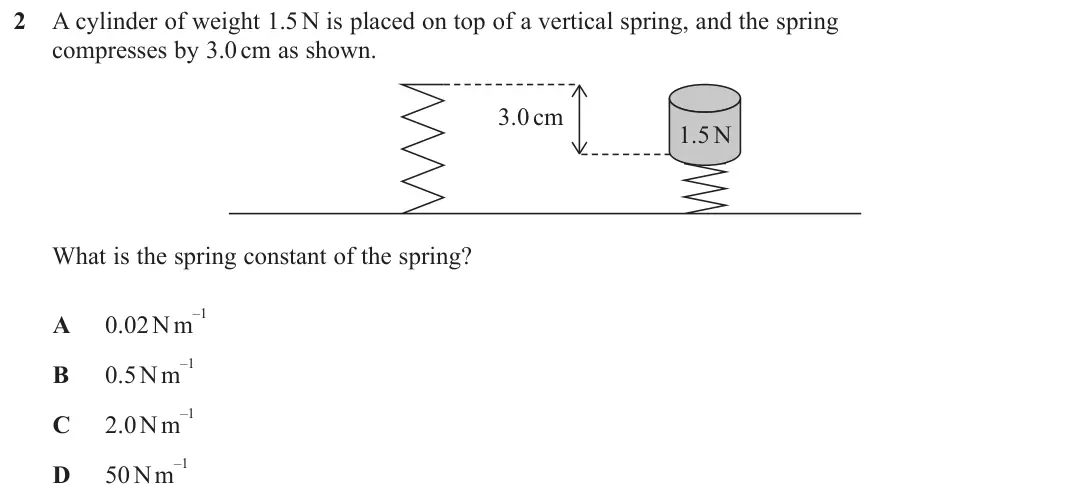 2 A cylinder of weight 1.5 N is placed on top of a vertical spring, and the spring
compresses by 3.0 cm as shown.
3.0 cm
1.5 N
What is the spring constant of the spring?
A 0.02 N m⁻¹
B 0.5 N m⁻¹
C 2.0 N m⁻¹
D 50 N m⁻¹